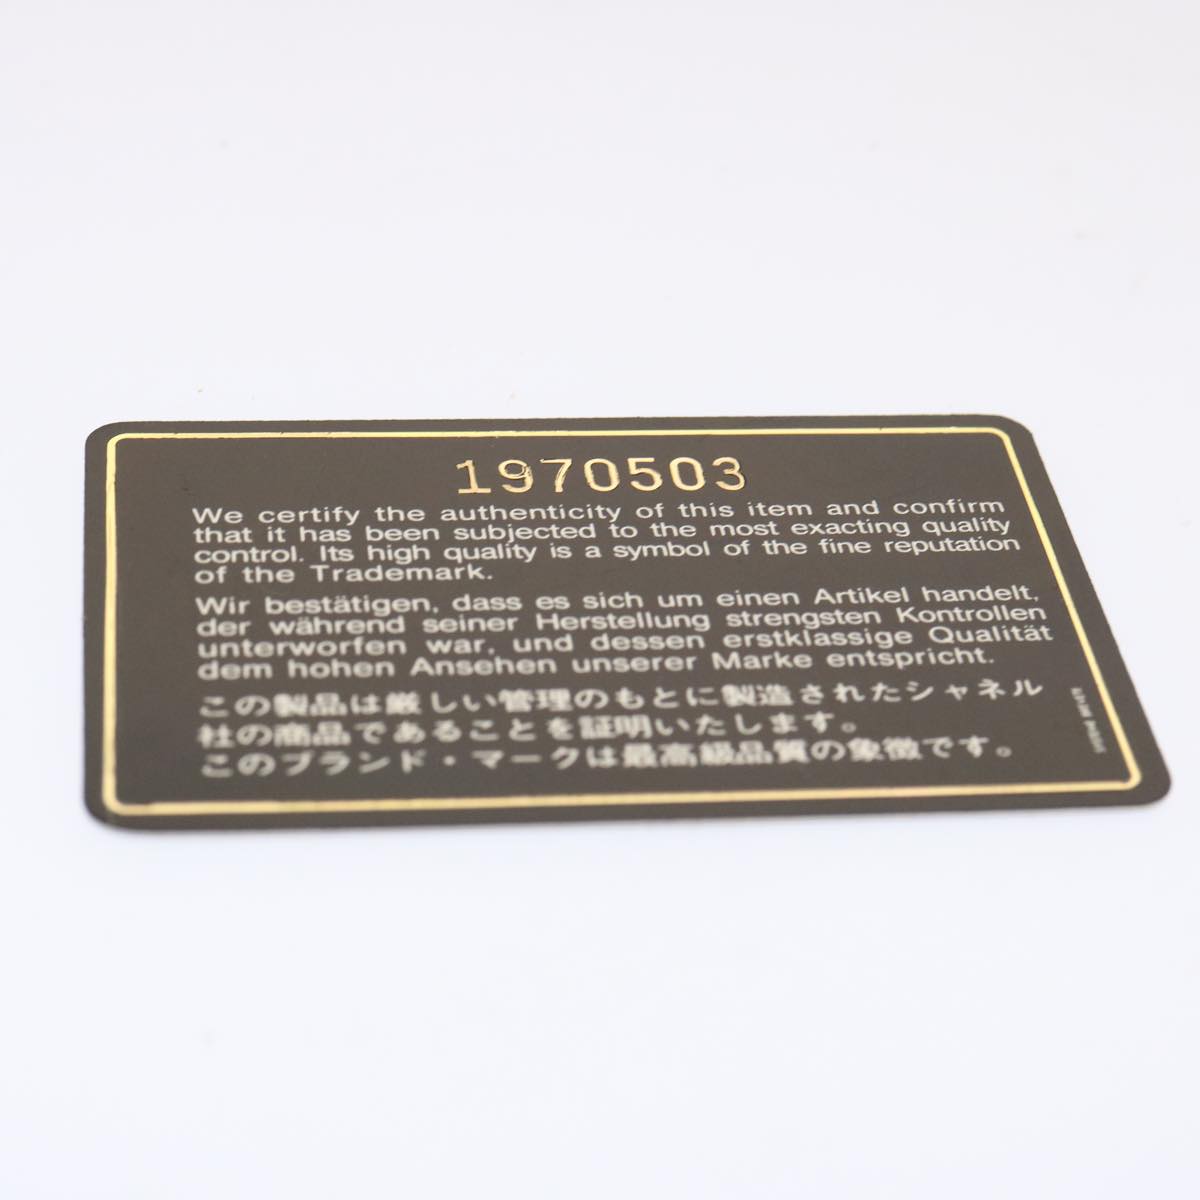 1970503
We certify the authenticity of this item and confirm
that it has been subjected to the most exacting quality
control. Its high quality is a symbol of the fine reputation
of the Trademark.
Wir bestätigen, dass es sich um einen Artikel handelt,
der während seiner Herstellung strengsten Kontrollen
unterworfen war, und dessen erstklassige Qualität
dem hohen Ansehen unserer Marke entspricht.
この製品は厳しい管理のもとに製造されたシャネル
社の商品であることを証明いたします。
このブランド・マークは最高級品質の象徴です。